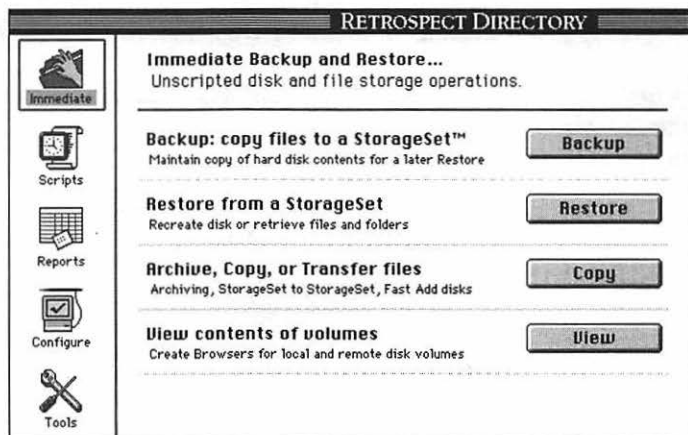 RETROSPECT DIRECTORY
Immediate
Scripts
Reports
Configure
Tools
Immediate Backup and Restore...
Unscripted disk and file storage operations.
Backup: copy files to a StorageSet™
Maintain copy of hard disk contents for a later Restore
Backup
Restore from a StorageSet
Recreate disk or retrieve files and folders
Restore
Archive, Copy, or Transfer files
Archiving, StorageSet to StorageSet, Fast Add disks
Copy
View contents of volumes
Create Browsers for local and remote disk volumes
View